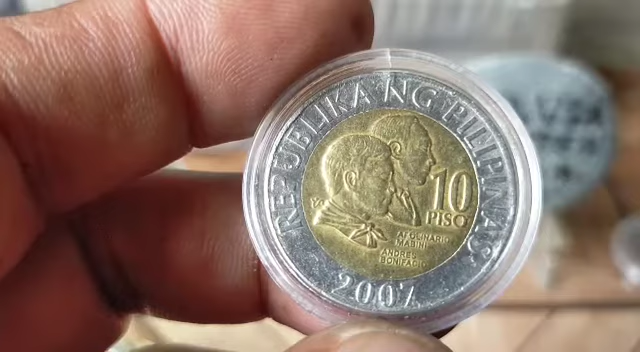 REPUBLIKA NG PILIPINAS
10
PISO
APOLINARIO
MABINI
ANDRES
BONIFACIO
2007